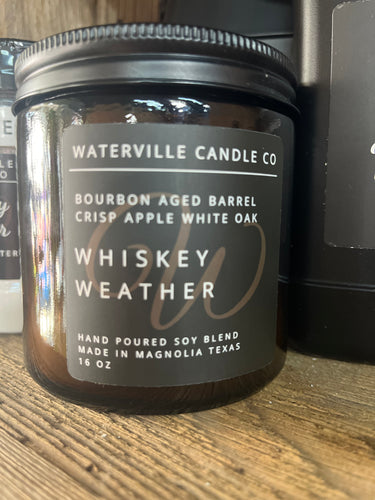 WATERVILLE CANDLE CO
BOURBON AGED BARREL
CRISP APPLE WHITE OAK
W
WHISKEY
WEATHER
HAND POURED SOY BLEND
MADE IN MAGNOLIA TEXAS
16 OZ